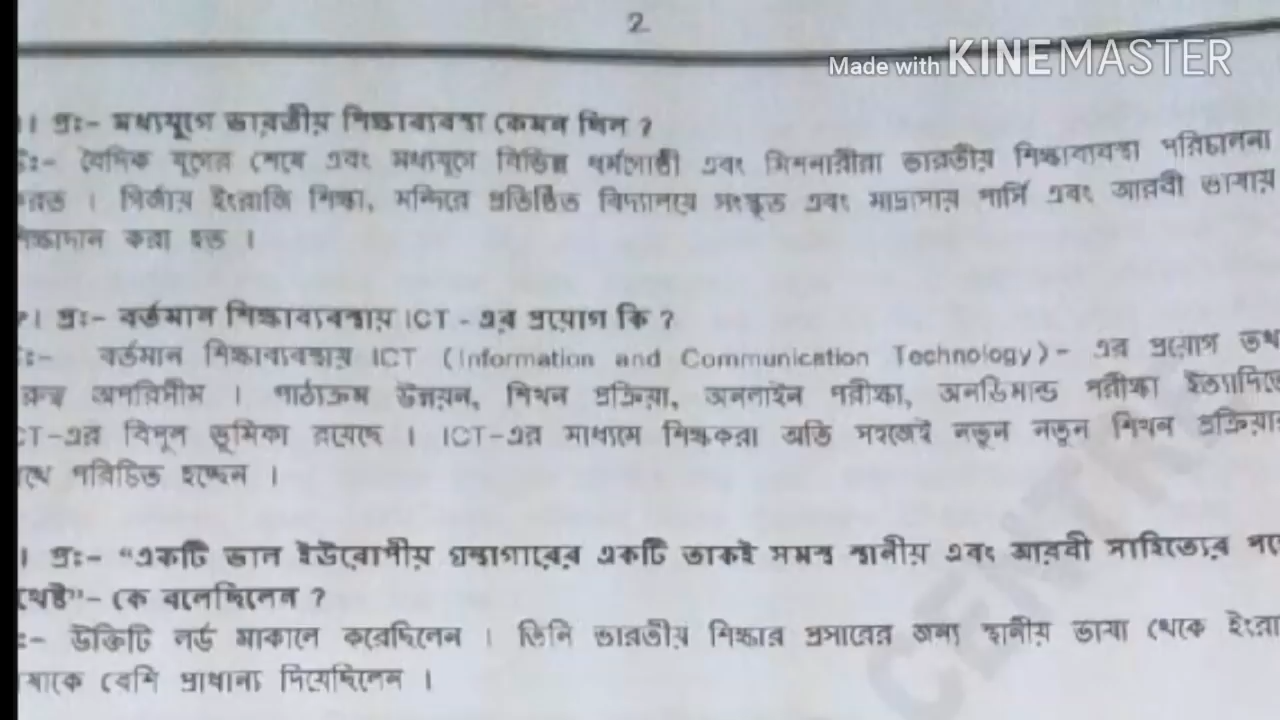 2
Made with KINEMASTER
। প্রঃ- মধ্যযুগে ভারতীয় শিক্ষাব্যবস্থা কেমন ছিল ?
ঃ- বৈদিক যুগের শেষে এবং মধ্যযুগে বিভিন্ন ধর্মগোষ্ঠী এবং মিশনারীরা ভারতীয় শিক্ষাব্যবস্থা পরিচালনা
করত । গির্জায় ইংরাজি শিক্ষা, মন্দিরে প্রতিষ্ঠিত বিদ্যালয়ে সংস্কৃত এবং মাদ্রাসায় পার্সি এবং আরবী ভাষায়
শিক্ষাদান করা হত ।
। প্রঃ- বর্তমান শিক্ষাব্যবস্থায় ICT - এর প্রয়োগ কি ?
ঃ- বর্তমান শিক্ষাব্যবস্থায় ICT (Information and Communication Technology)- এর প্রয়োগ তথা
অপরিসীম । পাঠ্যক্রম উন্নয়ন, শিখন প্রক্রিয়া, অনলাইন পরীক্ষা, অনডিমান্ড পরীক্ষা ইত্যাদিতে
CT-এর বিপুল ভূমিকা রয়েছে । ICT-এর মাধ্যমে শিক্ষকরা অতি সহজেই নতুন নতুন শিখন প্রক্রিয়ার
পরিচিত হচ্ছেন ।
। প্রঃ- “একটি ভাল ইউরোপীয় গ্রন্থাগারের একটি তাকই সমস্ত স্থানীয় এবং আরবী সাহিত্যের পক্ষে
থেষ্ট”- কে বলেছিলেন ?
ঃ- উক্তিটি লর্ড মাকালে করেছিলেন । তিনি ভারতীয় শিক্ষার প্রসারের জন্য স্থানীয় ভাষা থেকে ইংরা
ষাকে বেশি প্রাধান্য দিয়েছিলেন ।